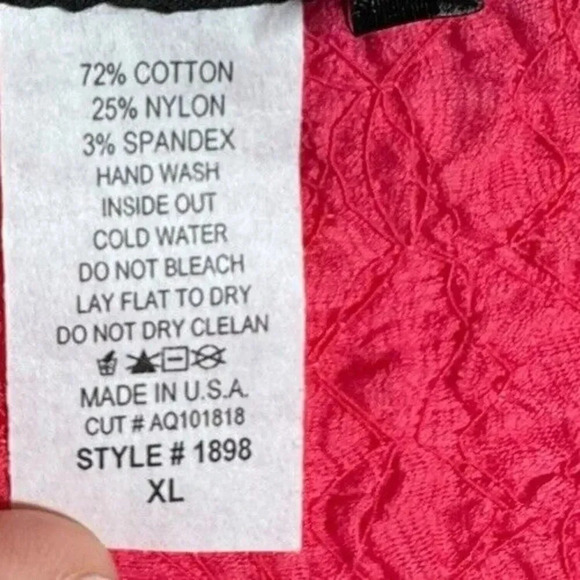 72% COTTON
25% NYLON
3% SPANDEX
HAND WASH
INSIDE OUT
COLD WATER
DO NOT BLEACH
LAY FLAT TO DRY
DO NOT DRY CLELAN
MADE IN U.S.A.
CUT # AQ101818
STYLE # 1898
XL